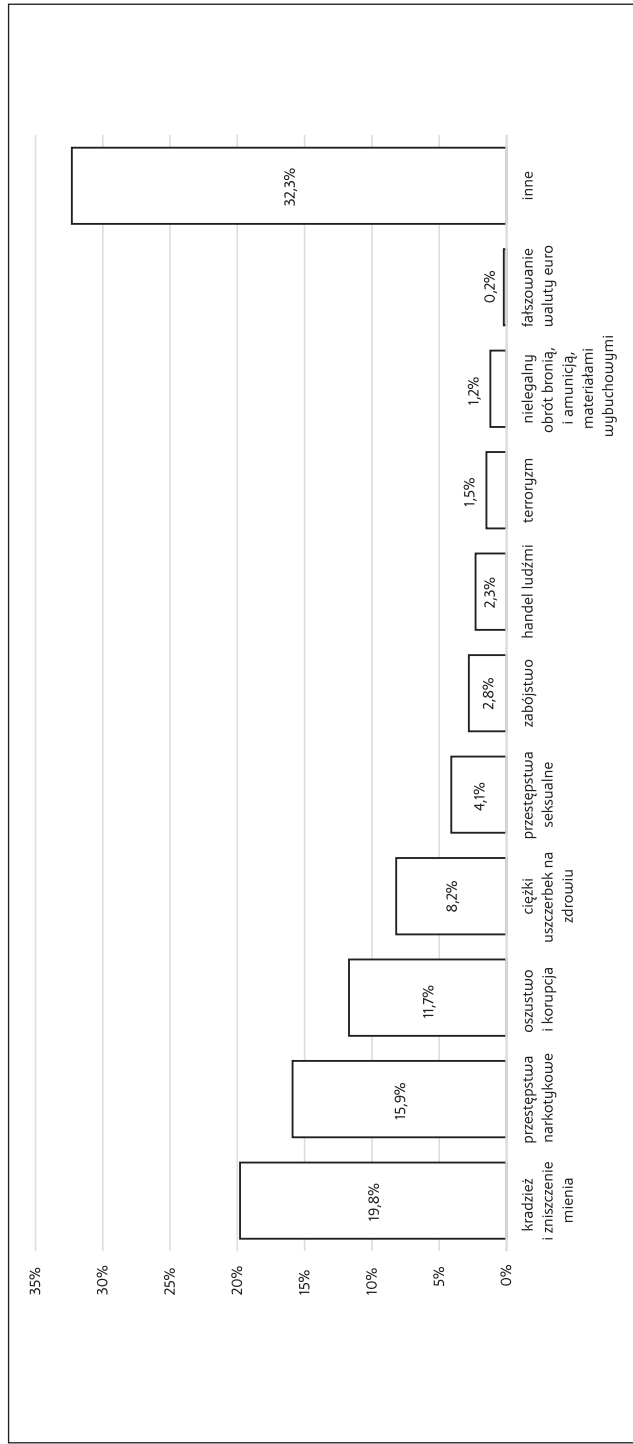 35%
30%
25%
20%
15%
10%
5%
0%
19,8%
15,9%
11,7%
8,2%
4,1%
2,8%
2,3%
1,5%
1,2%
0,2%
32,3%
kradzież
i zniszczenie
mienia
przestępstwa
narkotykowe
oszustwo
i korupcja
ciężki
uszczerbek na
zdrowiu
przestępstwa
seksualne
zabójstwo
handel ludźmi
terroryzm
nielegalny
obrót bronią,
i amunicją,
materiałami
wybuchowymi
fałszowanie
waluty euro
inne